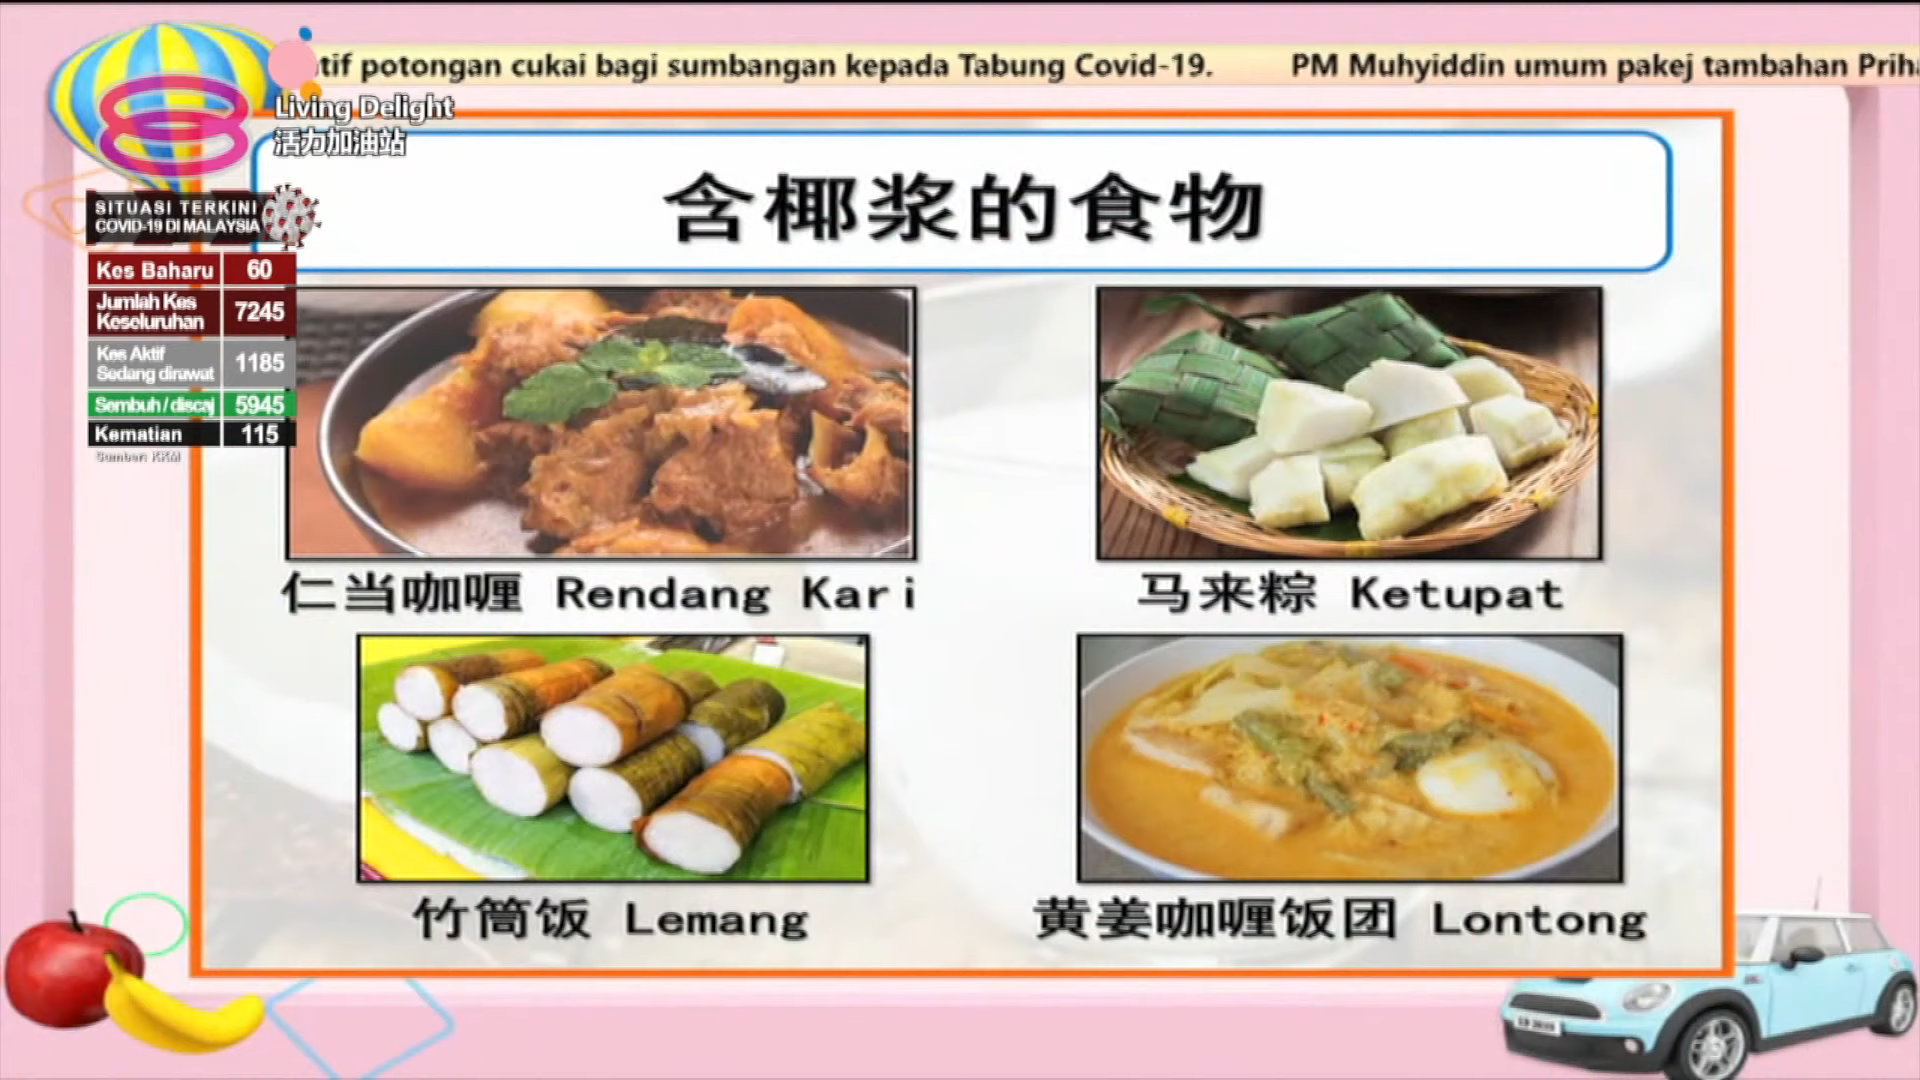 tif potongan cukai bagi sumbangan kepada Tabung Covid-19. PM Muhyiddin umum pakej tambahan
Living Delight
活力加油站
含椰浆的食物
SITUASI TERKINI
COVID-19 DI MALAYSIA
Kes Baharu 60
Jumlah Kes Keseluruhan 7245
Kes Aktif Sedang dirawat 1185
Sembuh / discaj 5945
Kematian 115
Sumber: KKM
仁当咖喱 Rendang Kari
马来粽 Ketupat
竹筒饭 Lemang
黄姜咖喱饭团 Lontong